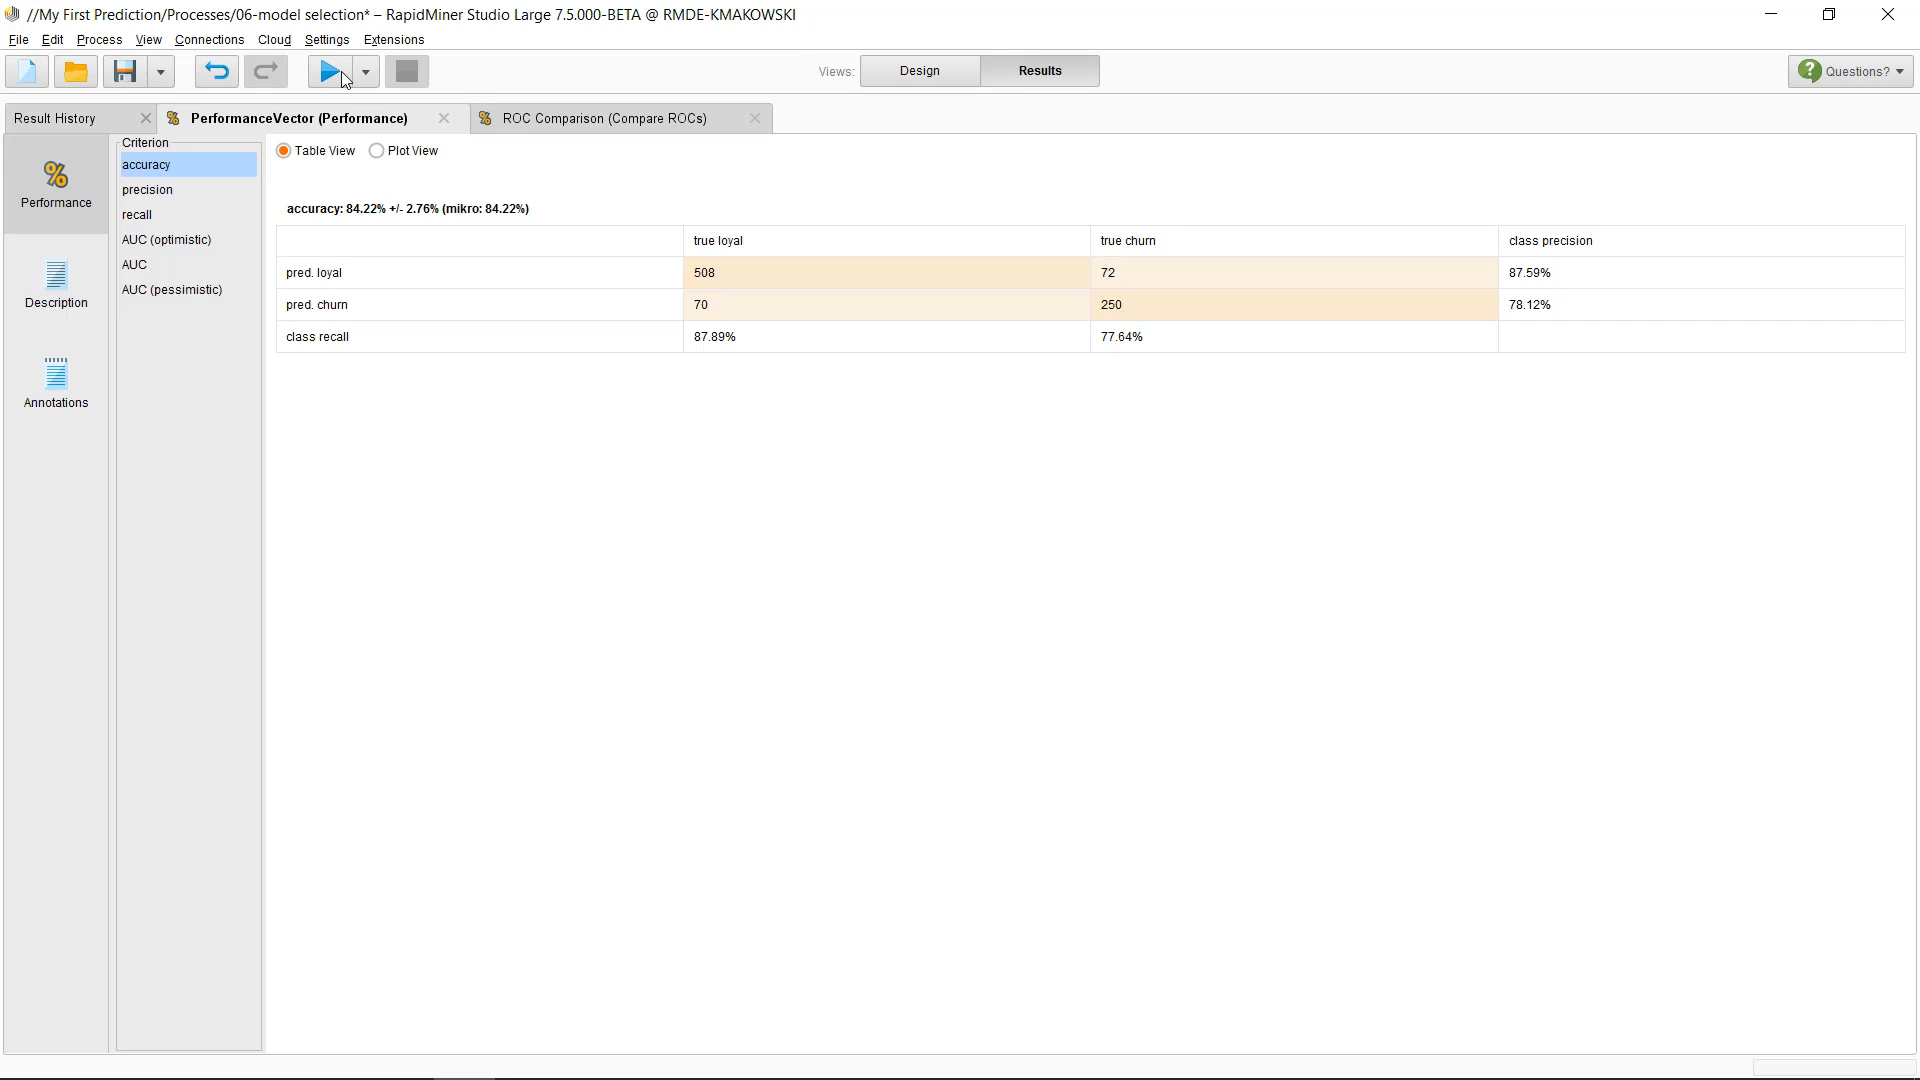 //My First Prediction/Processes/06-model selection* – RapidMiner Studio Large 7.5.000-BETA @ RMDE-KMAKOWSKI
File Edit Process View Connections Cloud Settings Extensions
Views: Design Results
? Questions?
Result History % PerformanceVector (Performance) % ROC Comparison (Compare ROCs)
%
Performance
Description
Annotations
Criterion
accuracy
precision
recall
AUC (optimistic)
AUC
AUC (pessimistic)
Table View Plot View
accuracy: 84.22% +/- 2.76% (mikro: 84.22%)
true loyal true churn class precision
pred. loyal 508 72 87.59%
pred. churn 70 250 78.12%
class recall 87.89% 77.64%